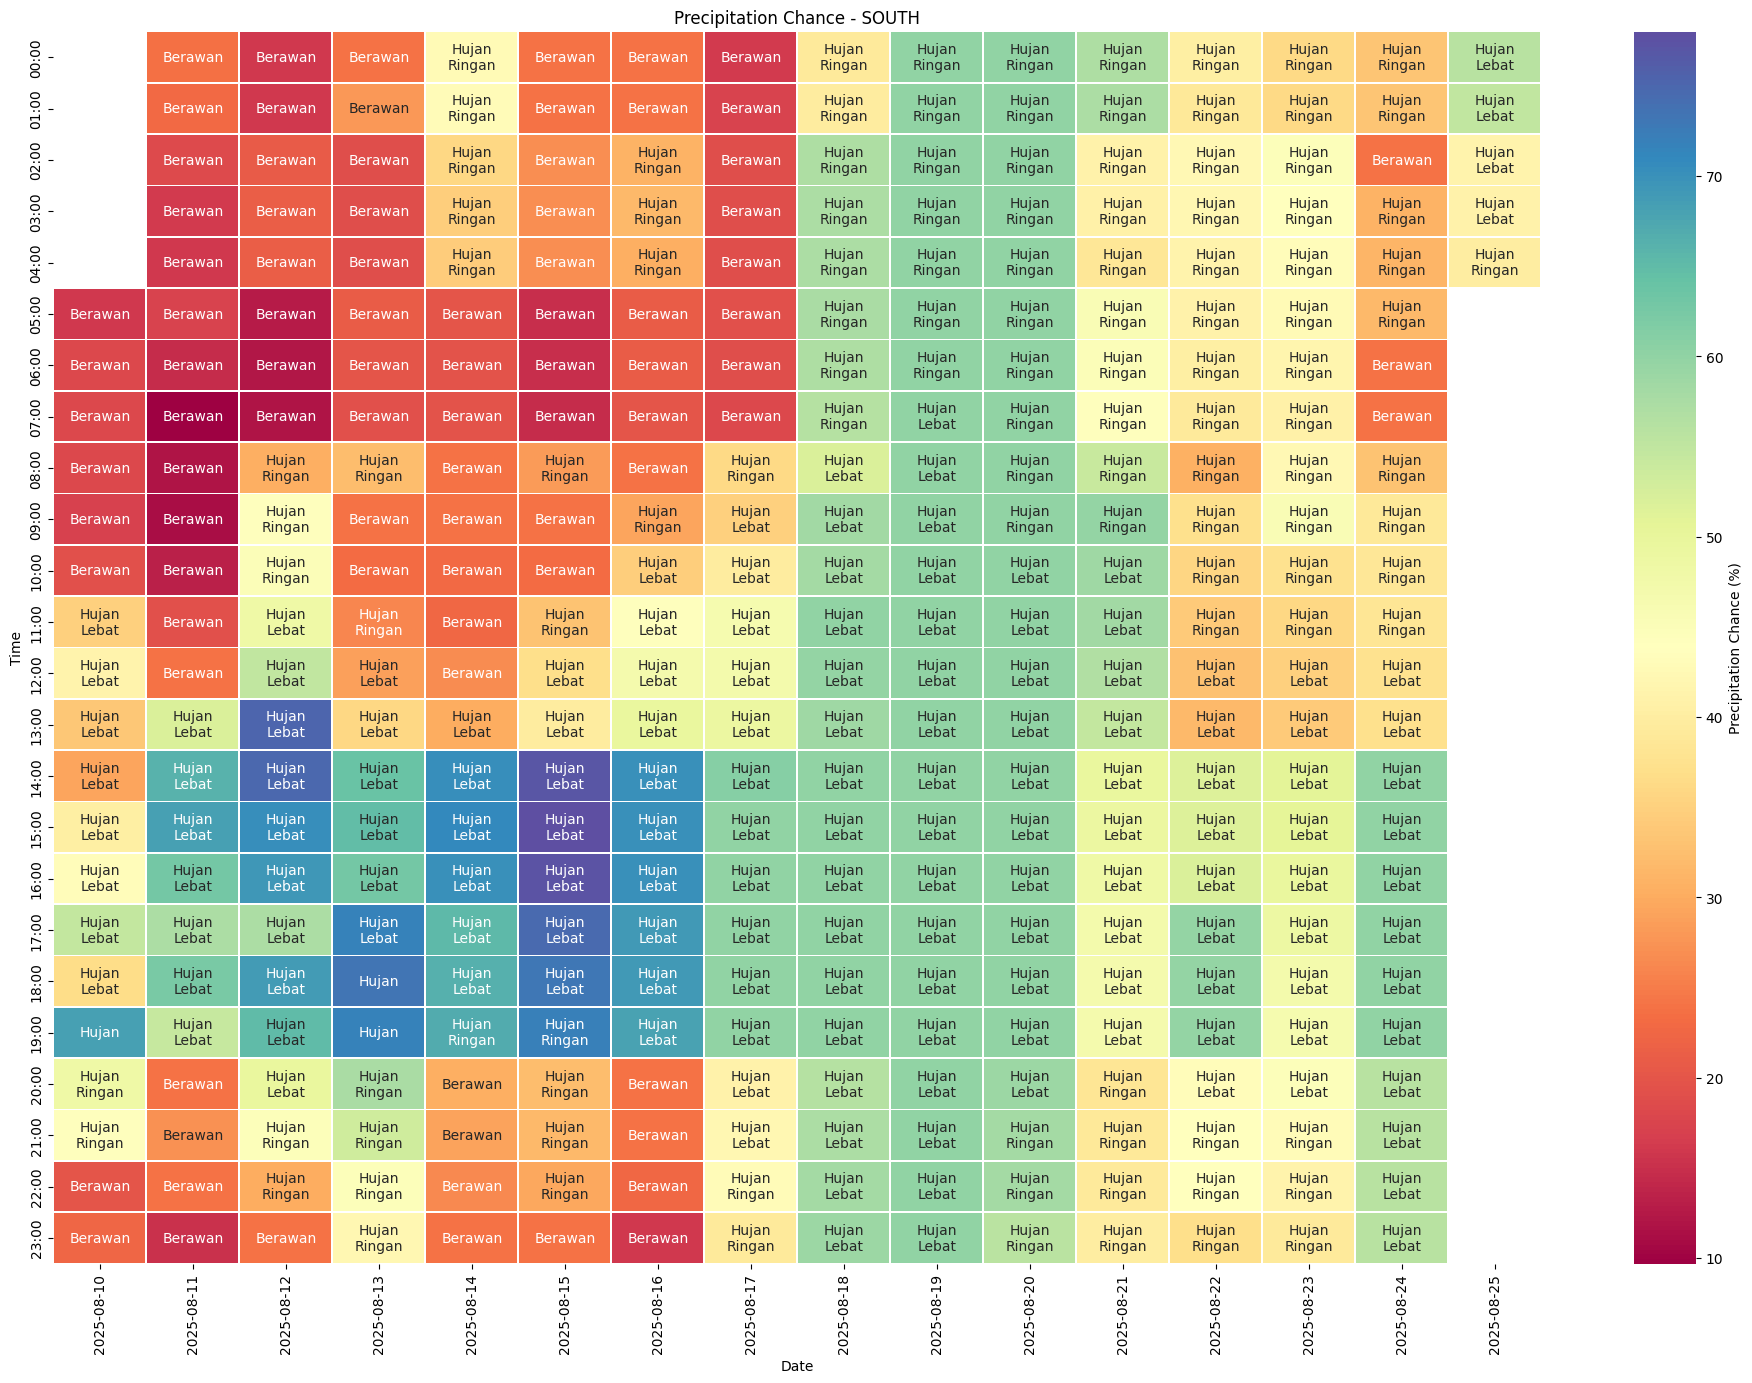 Precipitation Chance - SOUTH
00:00 Berawan Berawan Berawan Hujan Ringan Berawan Berawan Berawan Hujan Ringan Hujan Ringan Hujan Ringan Hujan Ringan Hujan Ringan Hujan Ringan Hujan Ringan Hujan Lebat
01:00 Berawan Berawan Berawan Hujan Ringan Berawan Berawan Berawan Hujan Ringan Hujan Ringan Hujan Ringan Hujan Ringan Hujan Ringan Hujan Ringan Hujan Ringan Hujan Lebat
02:00 Berawan Berawan Berawan Hujan Ringan Berawan Hujan Ringan Berawan Hujan Ringan Hujan Ringan Hujan Ringan Hujan Ringan Hujan Ringan Hujan Ringan Berawan Hujan Lebat
03:00 Berawan Berawan Berawan Hujan Ringan Berawan Hujan Ringan Berawan Hujan Ringan Hujan Ringan Hujan Ringan Hujan Ringan Hujan Ringan Hujan Ringan Hujan Ringan Hujan Lebat
04:00 Berawan Berawan Berawan Hujan Ringan Berawan Hujan Ringan Berawan Hujan Ringan Hujan Ringan Hujan Ringan Hujan Ringan Hujan Ringan Hujan Ringan Hujan Ringan Hujan Ringan
05:00 Berawan Berawan Berawan Berawan Berawan Berawan Berawan Berawan Hujan Ringan Hujan Ringan Hujan Ringan Hujan Ringan Hujan Ringan Hujan Ringan Hujan Ringan
06:00 Berawan Berawan Berawan Berawan Berawan Berawan Berawan Berawan Hujan Ringan Hujan Ringan Hujan Ringan Hujan Ringan Hujan Ringan Hujan Ringan Berawan
07:00 Berawan Berawan Berawan Berawan Berawan Berawan Berawan Berawan Hujan Ringan Hujan Lebat Hujan Ringan Hujan Ringan Hujan Ringan Hujan Ringan Berawan
08:00 Berawan Berawan Hujan Ringan Hujan Ringan Berawan Hujan Ringan Berawan Hujan Ringan Hujan Lebat Hujan Lebat Hujan Ringan Hujan Ringan Hujan Ringan Hujan Ringan Hujan Ringan
09:00 Berawan Berawan Hujan Ringan Berawan Berawan Berawan Hujan Ringan Hujan Lebat Hujan Lebat Hujan Lebat Hujan Ringan Hujan Ringan Hujan Ringan Hujan Ringan Hujan Ringan
10:00 Berawan Berawan Hujan Ringan Berawan Berawan Berawan Hujan Lebat Hujan Lebat Hujan Lebat Hujan Lebat Hujan Lebat Hujan Lebat Hujan Ringan Hujan Ringan Hujan Ringan
11:00 Hujan Lebat Berawan Hujan Lebat Hujan Ringan Berawan Hujan Ringan Hujan Lebat Hujan Lebat Hujan Lebat Hujan Lebat Hujan Lebat Hujan Lebat Hujan Ringan Hujan Ringan Hujan Ringan
12:00 Hujan Lebat Berawan Hujan Lebat Hujan Lebat Berawan Hujan Lebat Hujan Lebat Hujan Lebat Hujan Lebat Hujan Lebat Hujan Lebat Hujan Lebat Hujan Lebat Hujan Lebat Hujan Lebat
13:00 Hujan Lebat Hujan Lebat Hujan Lebat Hujan Lebat Hujan Lebat Hujan Lebat Hujan Lebat Hujan Lebat Hujan Lebat Hujan Lebat Hujan Lebat Hujan Lebat Hujan Lebat Hujan Lebat Hujan Lebat
14:00 Hujan Lebat Hujan Lebat Hujan Lebat Hujan Lebat Hujan Lebat Hujan Lebat Hujan Lebat Hujan Lebat Hujan Lebat Hujan Lebat Hujan Lebat Hujan Lebat Hujan Lebat Hujan Lebat Hujan Lebat
15:00 Hujan Lebat Hujan Lebat Hujan Lebat Hujan Lebat Hujan Lebat Hujan Lebat Hujan Lebat Hujan Lebat Hujan Lebat Hujan Lebat Hujan Lebat Hujan Lebat Hujan Lebat Hujan Lebat Hujan Lebat
16:00 Hujan Lebat Hujan Lebat Hujan Lebat Hujan Lebat Hujan Lebat Hujan Lebat Hujan Lebat Hujan Lebat Hujan Lebat Hujan Lebat Hujan Lebat Hujan Lebat Hujan Lebat Hujan Lebat Hujan Lebat
17:00 Hujan Lebat Hujan Lebat Hujan Lebat Hujan Lebat Hujan Lebat Hujan Lebat Hujan Lebat Hujan Lebat Hujan Lebat Hujan Lebat Hujan Lebat Hujan Lebat Hujan Lebat Hujan Lebat Hujan Lebat
18:00 Hujan Lebat Hujan Lebat Hujan Lebat Hujan Hujan Lebat Hujan Lebat Hujan Lebat Hujan Lebat Hujan Lebat Hujan Lebat Hujan Lebat Hujan Lebat Hujan Lebat Hujan Lebat Hujan Lebat
19:00 Hujan Hujan Lebat Hujan Lebat Hujan Hujan Ringan Hujan Ringan Hujan Lebat Hujan Lebat Hujan Lebat Hujan Lebat Hujan Lebat Hujan Lebat Hujan Lebat Hujan Lebat Hujan Lebat
20:00 Hujan Ringan Berawan Hujan Lebat Hujan Ringan Berawan Hujan Ringan Berawan Hujan Lebat Hujan Lebat Hujan Lebat Hujan Lebat Hujan Ringan Hujan Lebat Hujan Lebat Hujan Lebat
21:00 Hujan Ringan Berawan Hujan Ringan Hujan Ringan Berawan Hujan Ringan Berawan Hujan Lebat Hujan Lebat Hujan Lebat Hujan Ringan Hujan Ringan Hujan Ringan Hujan Ringan Hujan Lebat
22:00 Berawan Berawan Hujan Ringan Hujan Ringan Berawan Hujan Ringan Berawan Hujan Ringan Hujan Lebat Hujan Lebat Hujan Ringan Hujan Ringan Hujan Ringan Hujan Ringan Hujan Lebat
23:00 Berawan Berawan Berawan Hujan Ringan Berawan Berawan Berawan Hujan Ringan Hujan Lebat Hujan Lebat Hujan Ringan Hujan Ringan Hujan Ringan Hujan Ringan Hujan Lebat
Time
2025-08-10 2025-08-11 2025-08-12 2025-08-13 2025-08-14 2025-08-15 2025-08-16 2025-08-17 2025-08-18 2025-08-19 2025-08-20 2025-08-21 2025-08-22 2025-08-23 2025-08-24 2025-08-25
Date
70
60
50
40
30
20
10
Precipitation Chance (%)